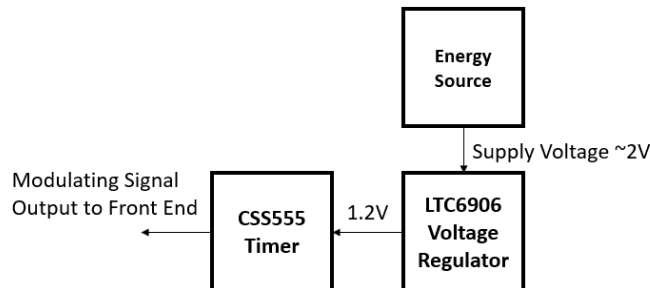 Energy
Source
Supply Voltage ~2V
Modulating Signal
Output to Front End
CSS555
Timer
1.2V
LTC6906
Voltage
Regulator